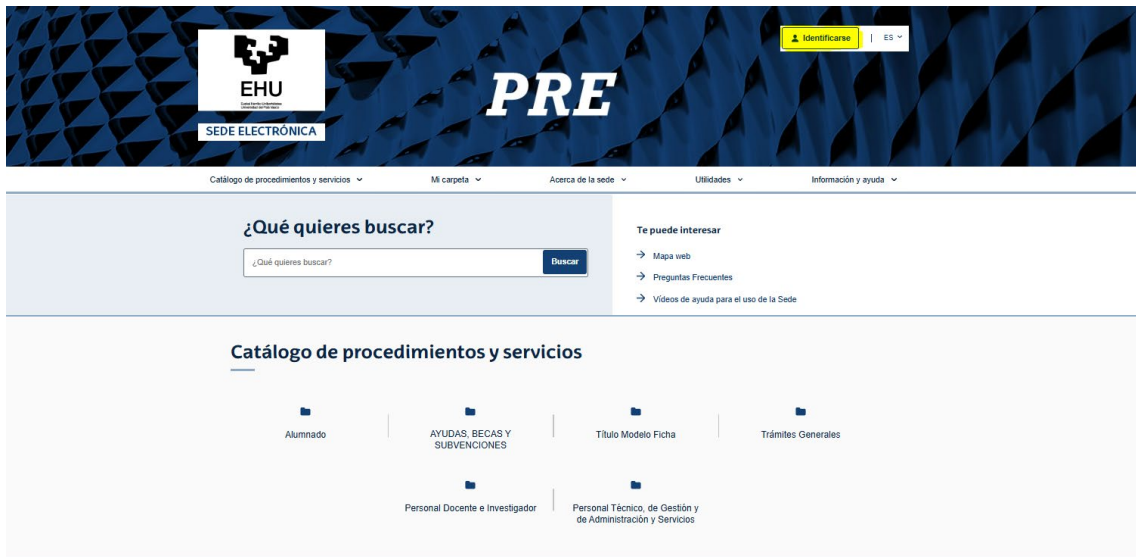 EHU
SEDE ELECTRÓNICA
PRE
Identificarse | ES
Catálogo de procedimientos y servicios
Mi carpeta
Acerca de la sede
Utilidades
Información y ayuda
¿Qué quieres buscar?
¿Qué quieres buscar?
Buscar
Te puede interesar
Mapa web
Preguntas Frecuentes
Vídeos de ayuda para el uso de la Sede
Catálogo de procedimientos y servicios
Alumnado
AYUDAS, BECAS Y
SUBVENCIONES
Título Modelo Ficha
Trámites Generales
Personal Docente e Investigador
Personal Técnico, de Gestión y
de Administración y Servicios